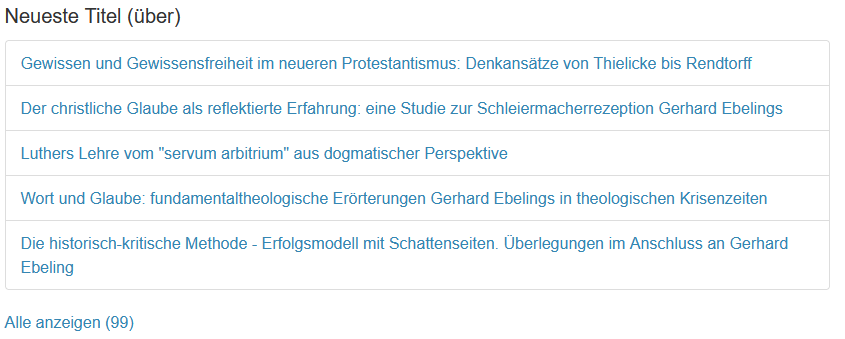 Neueste Titel (über)
Gewissen und Gewissensfreiheit im neueren Protestantismus: Denkansätze von Thielicke bis Rendtorff
Der christliche Glaube als reflektierte Erfahrung: eine Studie zur Schleiermacherrezeption Gerhard Ebelings
Luthers Lehre vom "servum arbitrium" aus dogmatischer Perspektive
Wort und Glaube: fundamentaltheologische Erörterungen Gerhard Ebelings in theologischen Krisenzeiten
Die historisch-kritische Methode - Erfolgsmodell mit Schattenseiten. Überlegungen im Anschluss an Gerhard
Ebeling
Alle anzeigen (99)